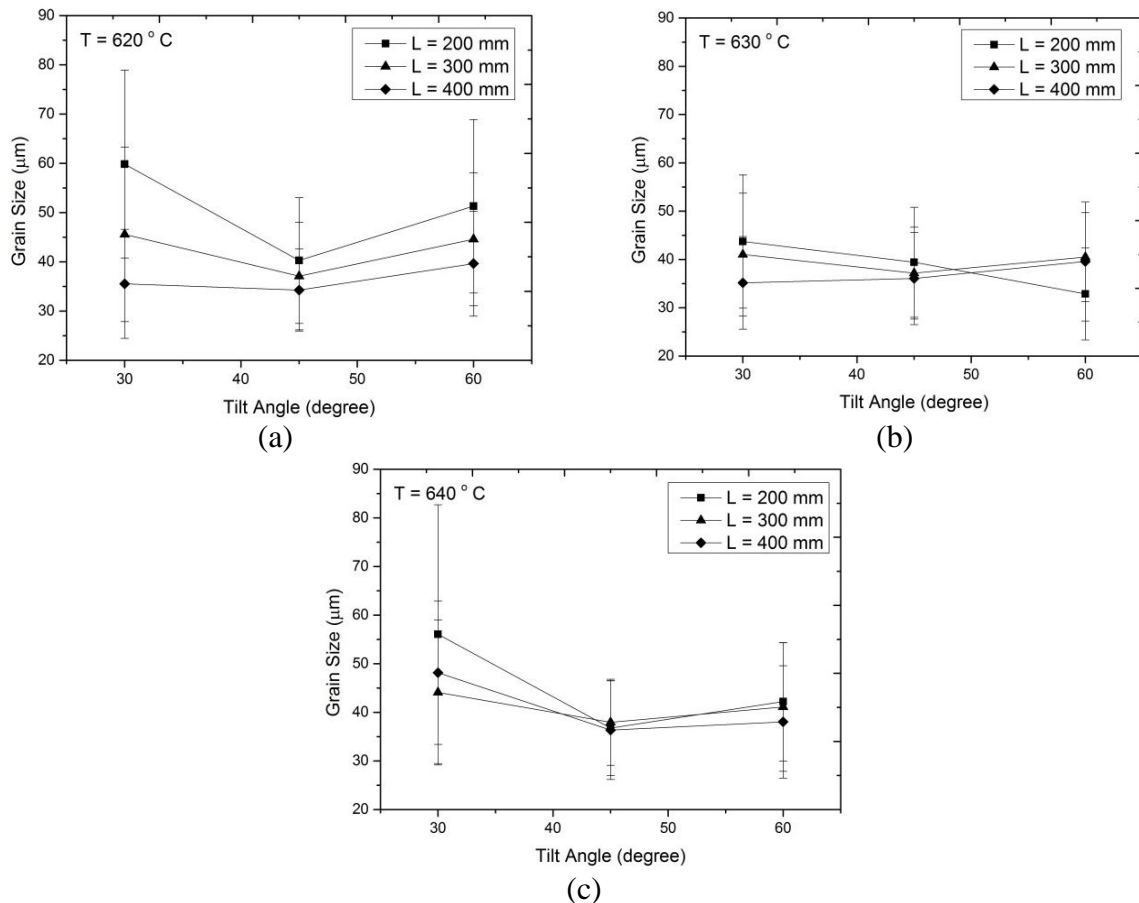 T = 620 ° C
L = 200 mm
L = 300 mm
L = 400 mm
90
80
70
60
50
40
30
20
Grain Size (μm)
30
40
50
60
Tilt Angle (degree)
(a)
T = 630 ° C
L = 200 mm
L = 300 mm
L = 400 mm
90
80
70
60
50
40
30
20
Grain Size (μm)
30
40
50
60
Tilt Angle (degree)
(b)
T = 640 ° C
L = 200 mm
L = 300 mm
L = 400 mm
90
80
70
60
50
40
30
20
Grain Size (μm)
30
40
50
60
Tilt Angle (degree)
(c)